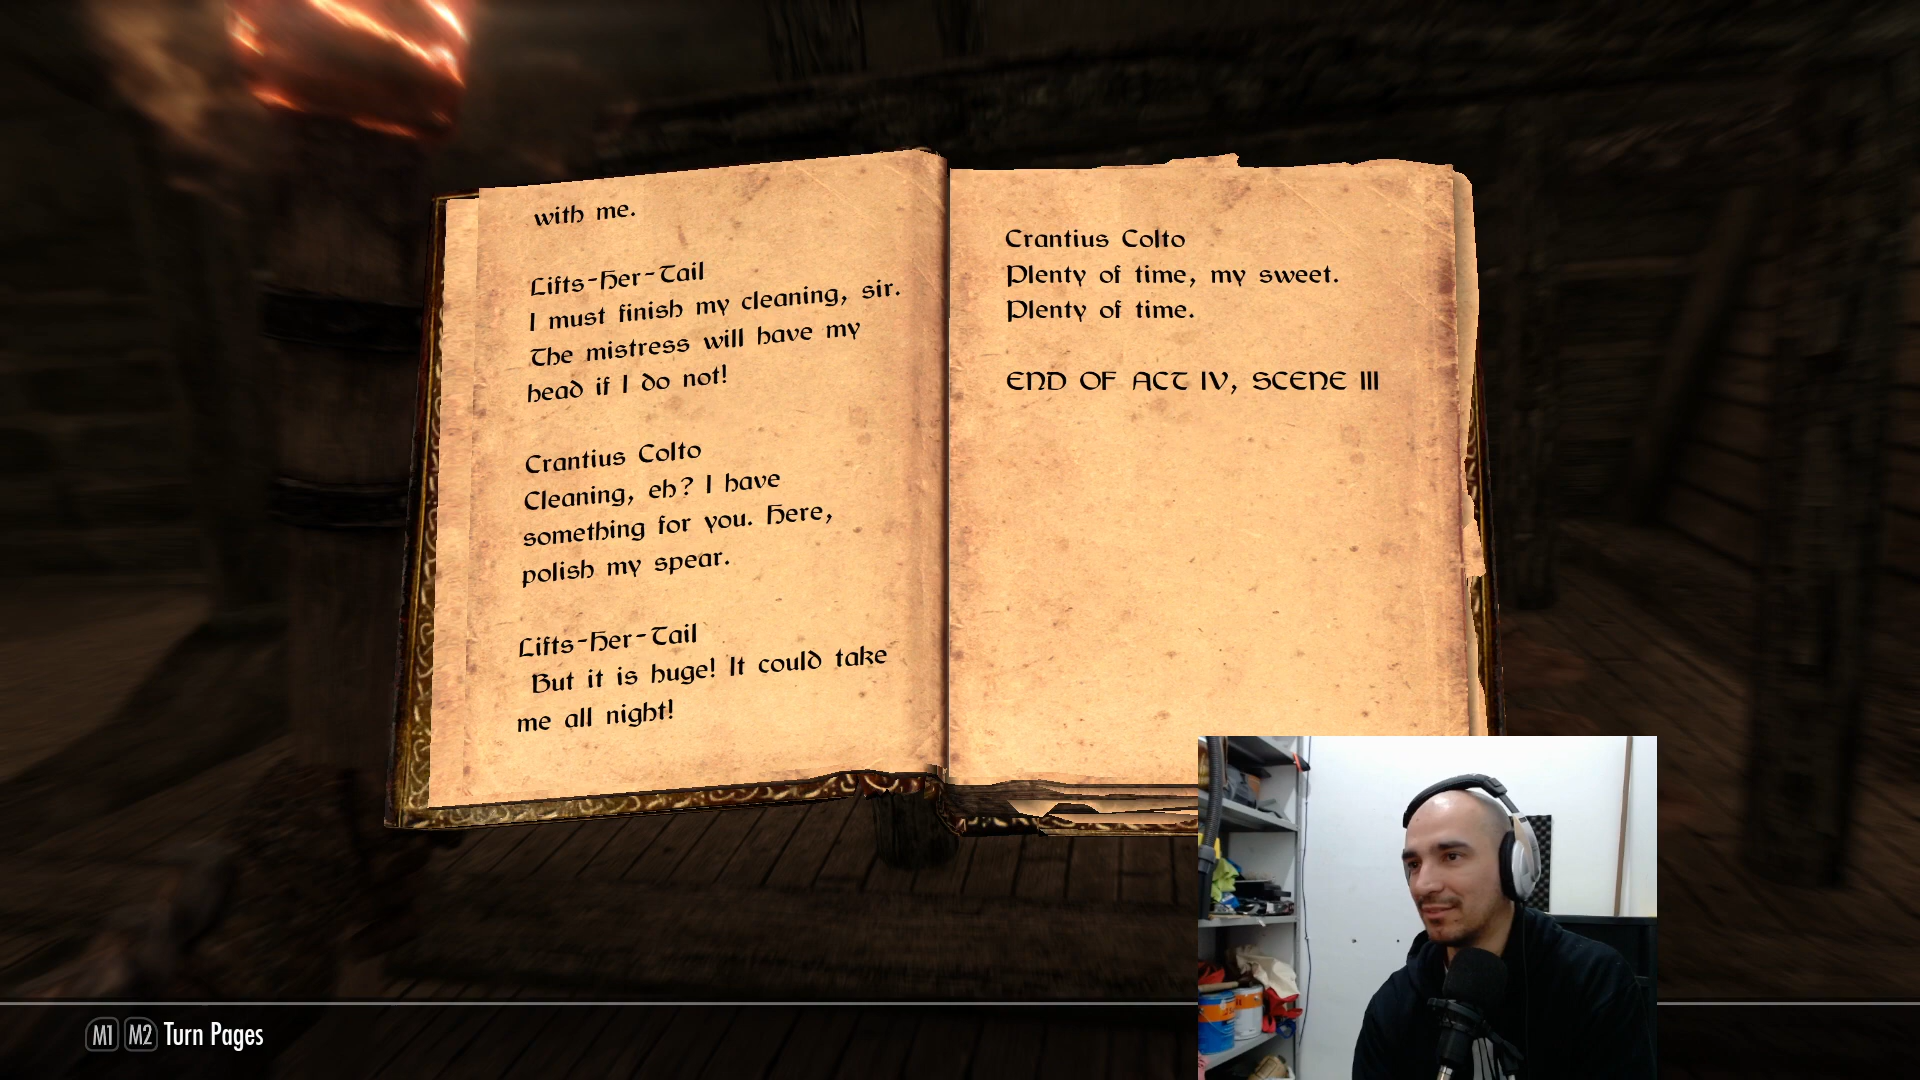 with me.
Lifts-Her-Tail
I must finish my cleaning, sir.
The mistress will have my
head if I do not!
Crantius Colto
Cleaning, eh? I have
something for you. Here,
polish my spear.
Lifts-Her-Tail
But it is huge! It could take
me all night!
Crantius Colto
Plenty of time, my sweet.
Plenty of time.
END OF ACT IV, SCENE III
M1 M2 Turn Pages